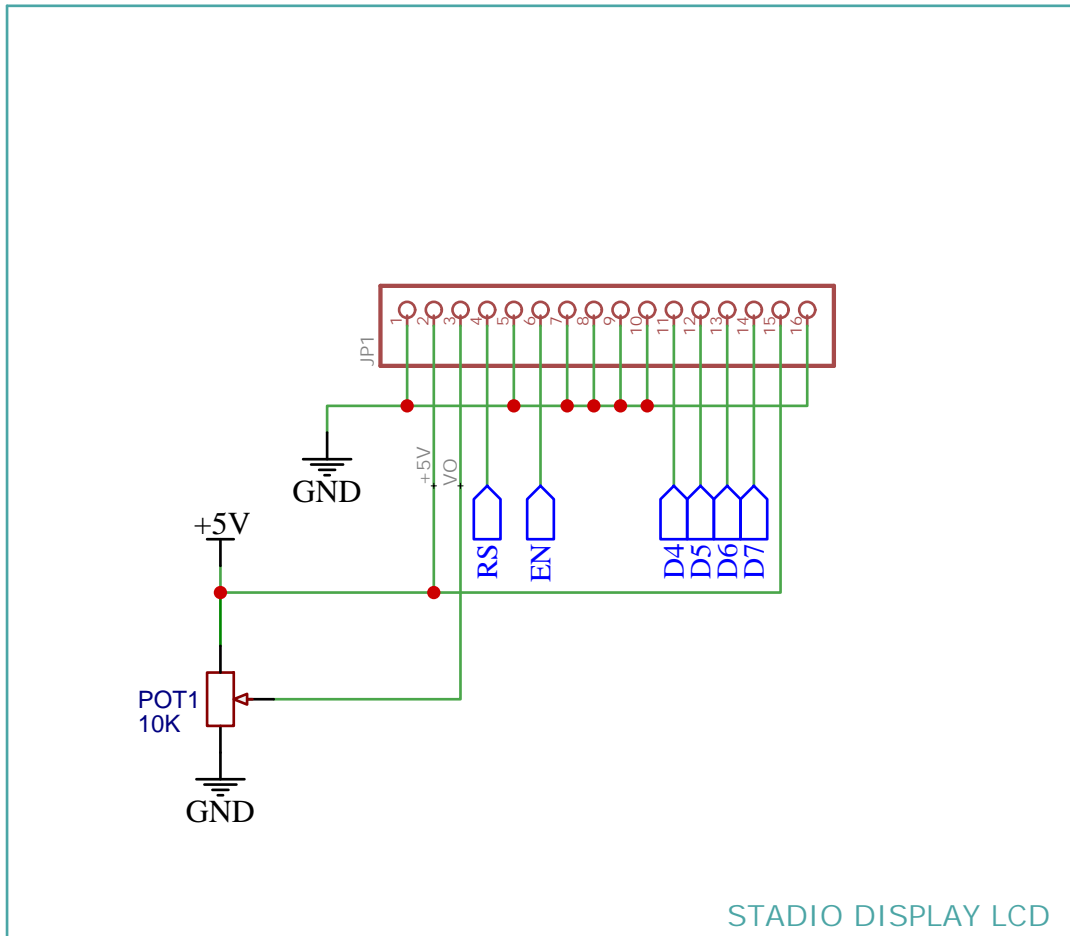 1
2
3
4
5
6
7
8
9
10
11
12
13
14
15
16
JP1
+5V
VO
GND
RS
EN
D4
D5
D6
D7
+5V
POT1
10K
GND
STADIO DISPLAY LCD